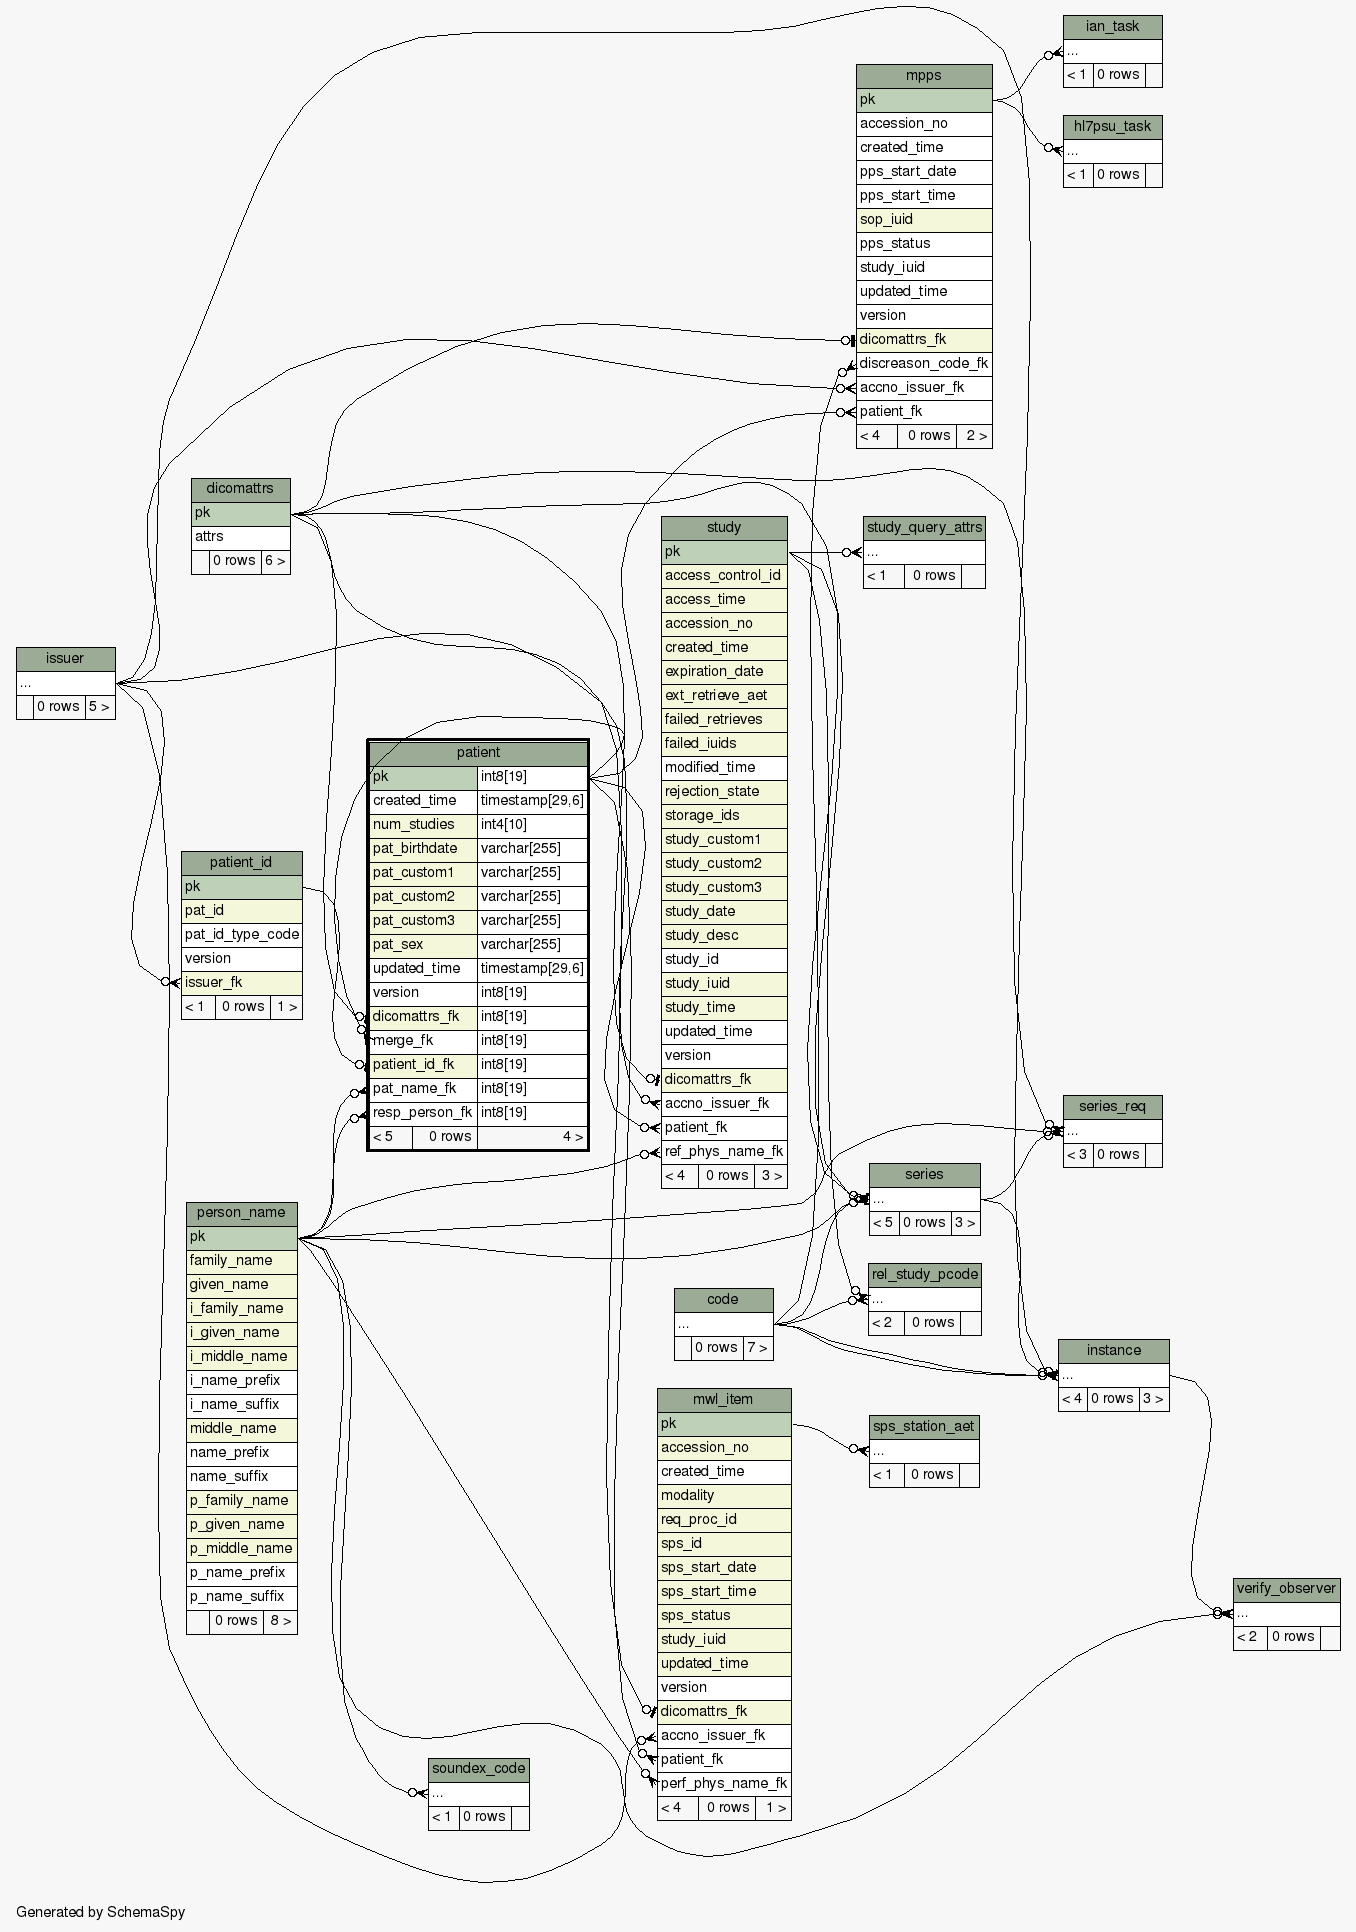 ian_task
...
< 1 0 rows
mpps
pk
accession_no
created_time
pps_start_date
pps_start_time
sop_iuid
pps_status
study_iuid
updated_time
version
dicomattrs_fk
discreason_code_fk
accno_issuer_fk
patient_fk
< 4 0 rows 2 >
hl7psu_task
...
< 1 0 rows
dicomattrs
pk
attrs
0 rows 6 >
study
pk
access_control_id
access_time
accession_no
created_time
expiration_date
ext_retrieve_aet
failed_retrieves
failed_iuids
modified_time
rejection_state
storage_ids
study_custom1
study_custom2
study_custom3
study_date
study_desc
study_id
study_iuid
study_time
updated_time
version
dicomattrs_fk
accno_issuer_fk
patient_fk
ref_phys_name_fk
< 4 0 rows 3 >
study_query_attrs
...
< 1 0 rows
issuer
...
0 rows 5 >
patient
pk int8[19]
created_time timestamp[29,6]
num_studies int4[10]
pat_birthdate varchar[255]
pat_custom1 varchar[255]
pat_custom2 varchar[255]
pat_custom3 varchar[255]
pat_sex varchar[255]
updated_time timestamp[29,6]
version int8[19]
dicomattrs_fk int8[19]
merge_fk int8[19]
patient_id_fk int8[19]
pat_name_fk int8[19]
resp_person_fk int8[19]
< 5 0 rows 4 >
patient_id
pk
pat_id
pat_id_type_code
version
issuer_fk
< 1 0 rows 1 >
series_req
...
< 3 0 rows
series
...
< 5 0 rows 3 >
person_name
pk
family_name
given_name
i_family_name
i_given_name
i_middle_name
i_name_prefix
i_name_suffix
middle_name
name_prefix
name_suffix
p_family_name
p_given_name
p_middle_name
p_name_prefix
p_name_suffix
0 rows 8 >
rel_study_pcode
...
< 2 0 rows
code
...
0 rows 7 >
instance
...
< 4 0 rows 3 >
mwl_item
pk
accession_no
created_time
modality
req_proc_id
sps_id
sps_start_date
sps_start_time
sps_status
study_iuid
updated_time
version
dicomattrs_fk
accno_issuer_fk
patient_fk
perf_phys_name_fk
< 4 0 rows 1 >
sps_station_aet
...
< 1 0 rows
verify_observer
...
< 2 0 rows
soundex_code
...
< 1 0 rows
Generated by SchemaSpy